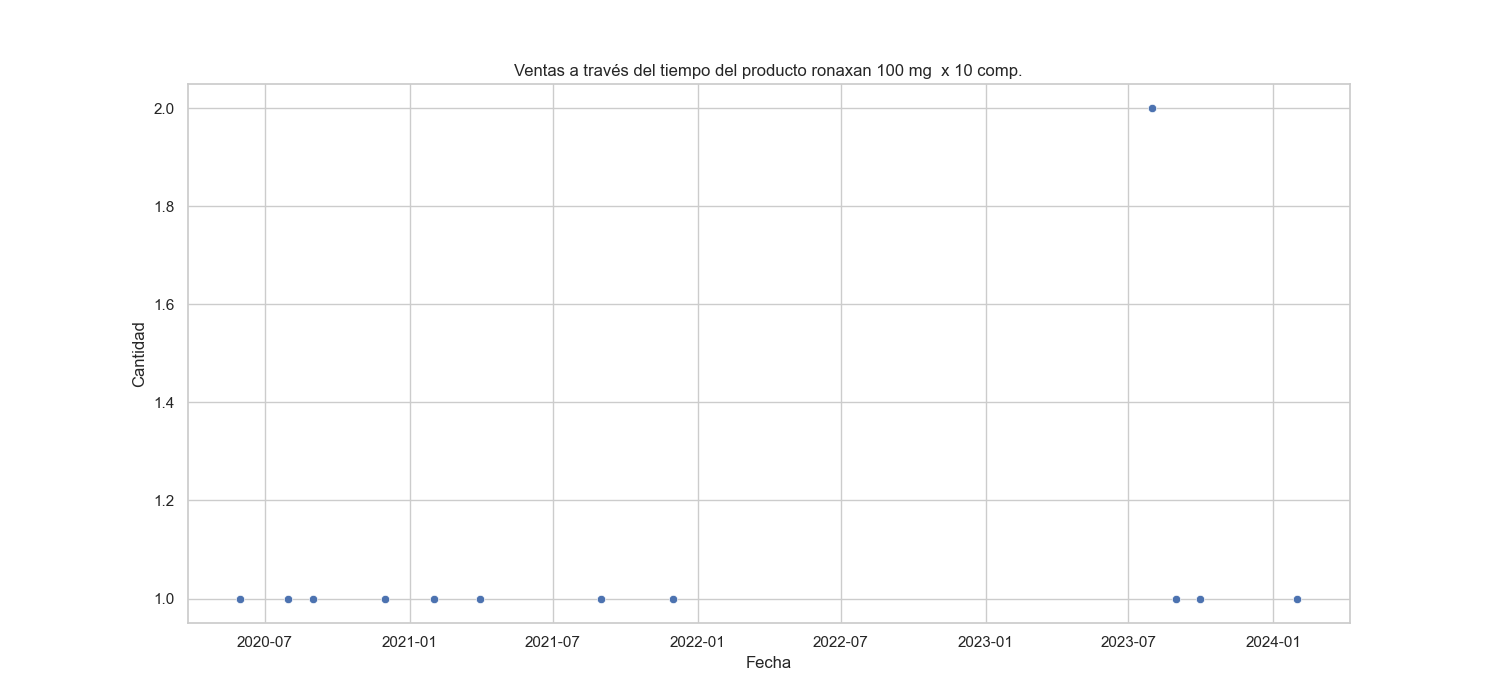 Ventas a través del tiempo del producto ronaxan 100 mg  x 10 comp.
2.0
1.8
1.6
1.4
1.2
1.0
Cantidad
2020-07 2021-01 2021-07 2022-01 2022-07 2023-01 2023-07 2024-01
Fecha